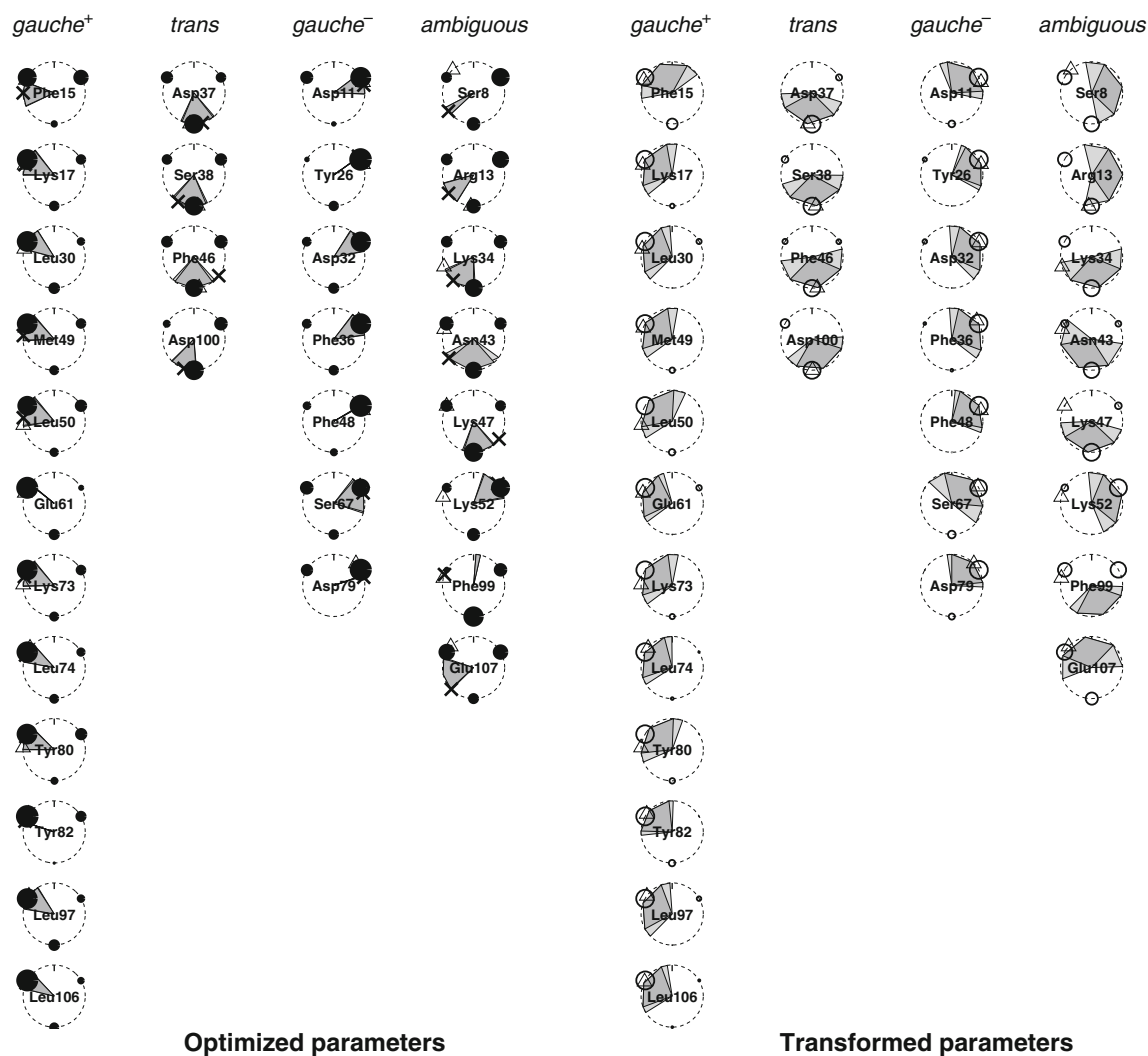 gauche+ trans gauche− ambiguous gauche+ trans gauche− ambiguous
Phe15 Asp37 Asp11 Ser8 Phe15 Asp37 Asp11 Ser8
Lys17 Ser38 Tyr26 Arg13 Lys17 Ser38 Tyr26 Arg13
Leu30 Phe46 Asp32 Lys34 Leu30 Phe46 Asp32 Lys34
Met49 Asp100 Phe36 Asn43 Met49 Asp100 Phe36 Asn43
Leu50 Phe48 Lys47 Leu50 Phe48 Lys47
Glu61 Ser67 Lys52 Glu61 Ser67 Lys52
Lys73 Asp79 Phe99 Lys73 Asp79 Phe99
Leu74 Glu107 Leu74 Glu107
Tyr80 Tyr80
Tyr82 Tyr82
Leu97 Leu97
Leu106 Leu106
Optimized parameters Transformed parameters